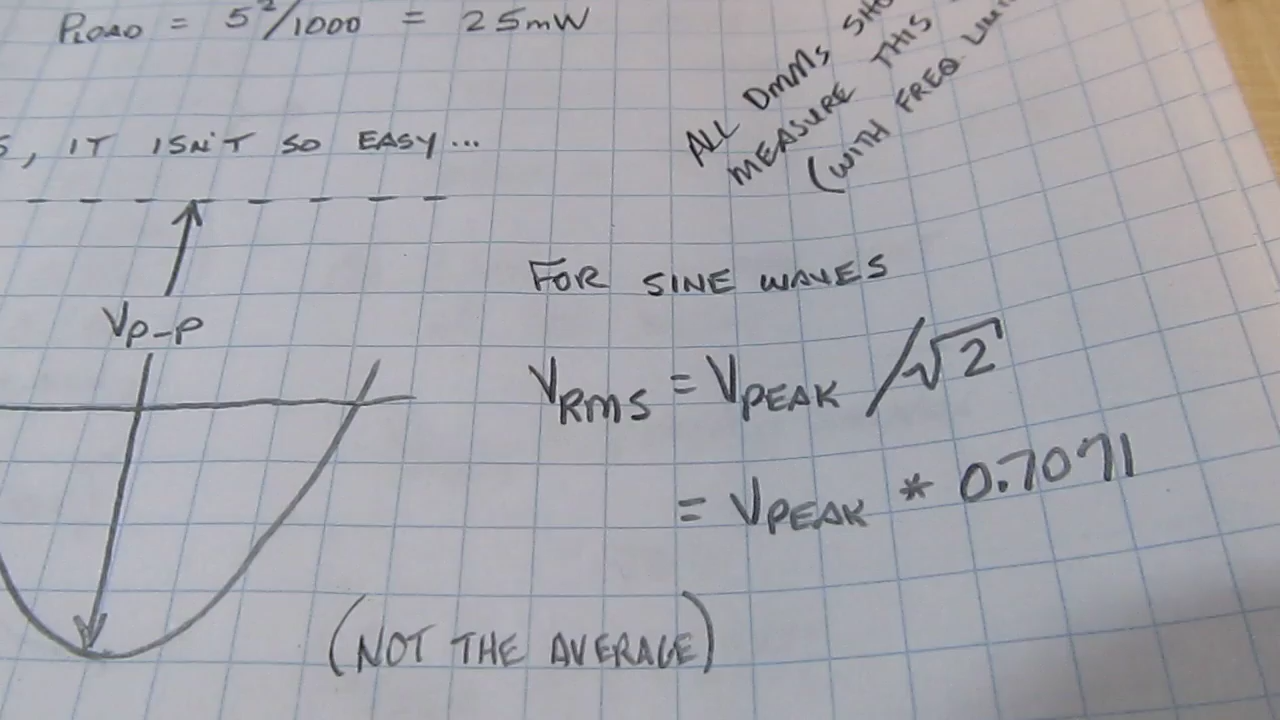 PLOAD = 5²/1000 = 25mW
ALL DMMs
MEASURE THIS
(WITH FREQ
, IT ISN'T SO EASY...
VP-P
FOR SINE WAVES
VRMS = VPEAK /√2
= VPEAK * 0.7071
(NOT THE AVERAGE)